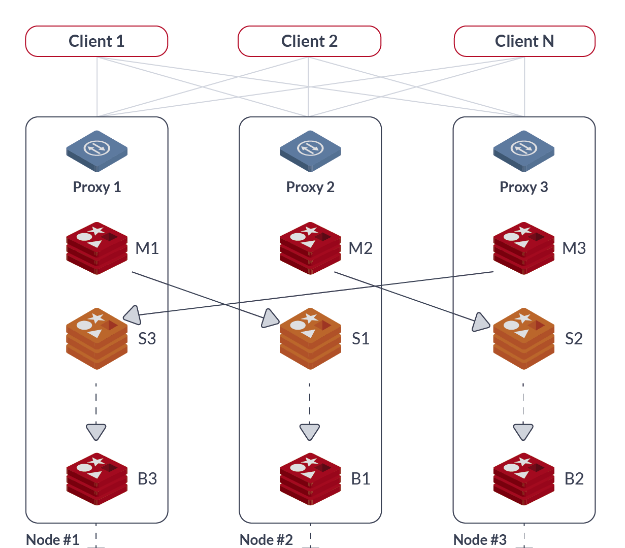 Client 1
Client 2
Client N
Proxy 1
Proxy 2
Proxy 3
M1
M2
M3
S3
S1
S2
B3
B1
B2
Node #1
Node #2
Node #3